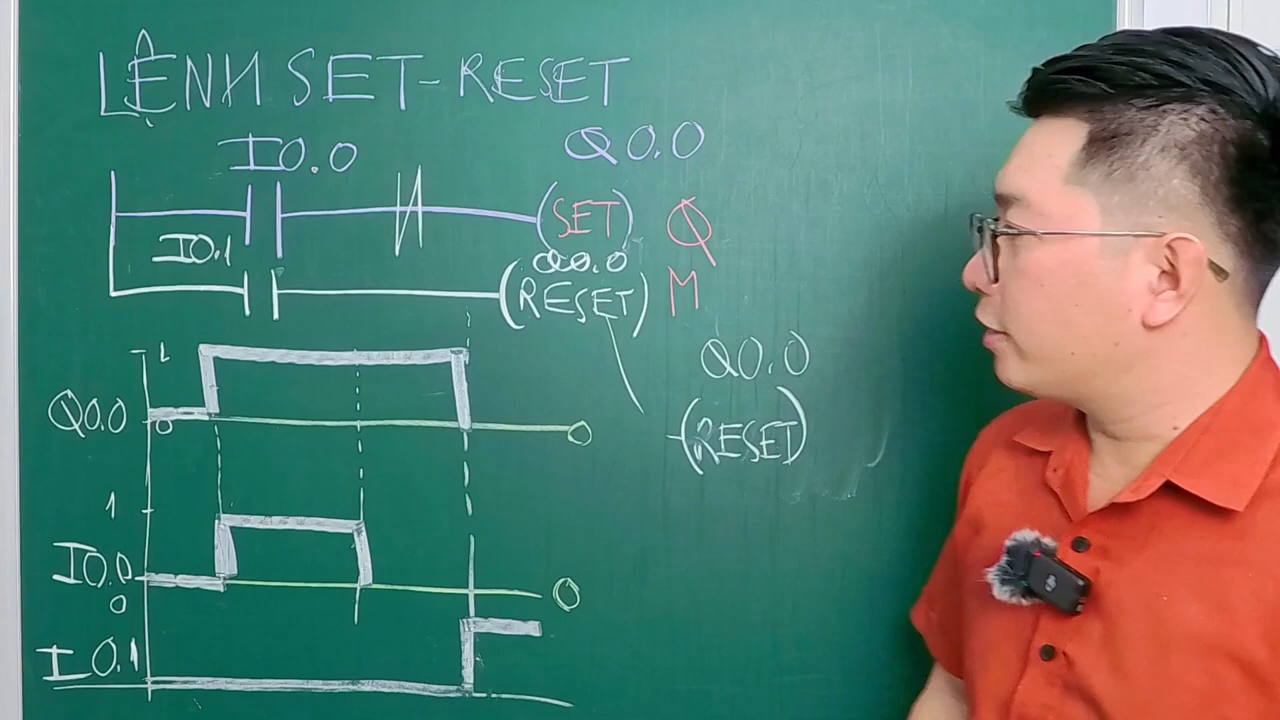 LỆNH SET-RESET
I0.0 Q0.0
(SET) Q
I0.1 Q0.0
(RESET) M
1
Q0.0
Q0.0 0 0
(RESET)
1
I0.0 0
0
I0.1